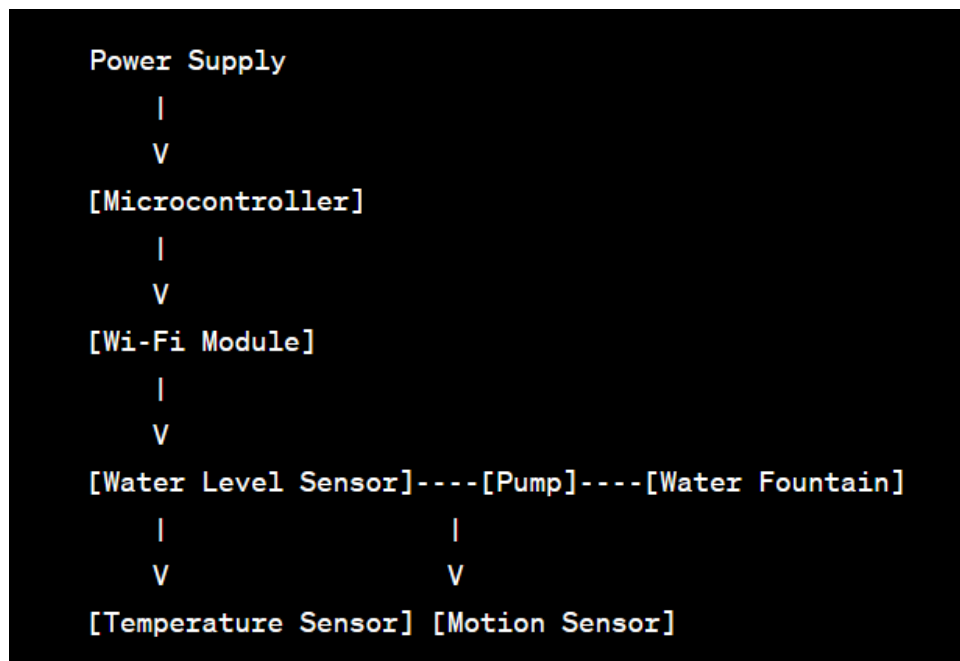 Power Supply
|
V
[Microcontroller]
|
V
[Wi-Fi Module]
|
V
[Water Level Sensor]----[Pump]----[Water Fountain]
| |
V V
[Temperature Sensor] [Motion Sensor]